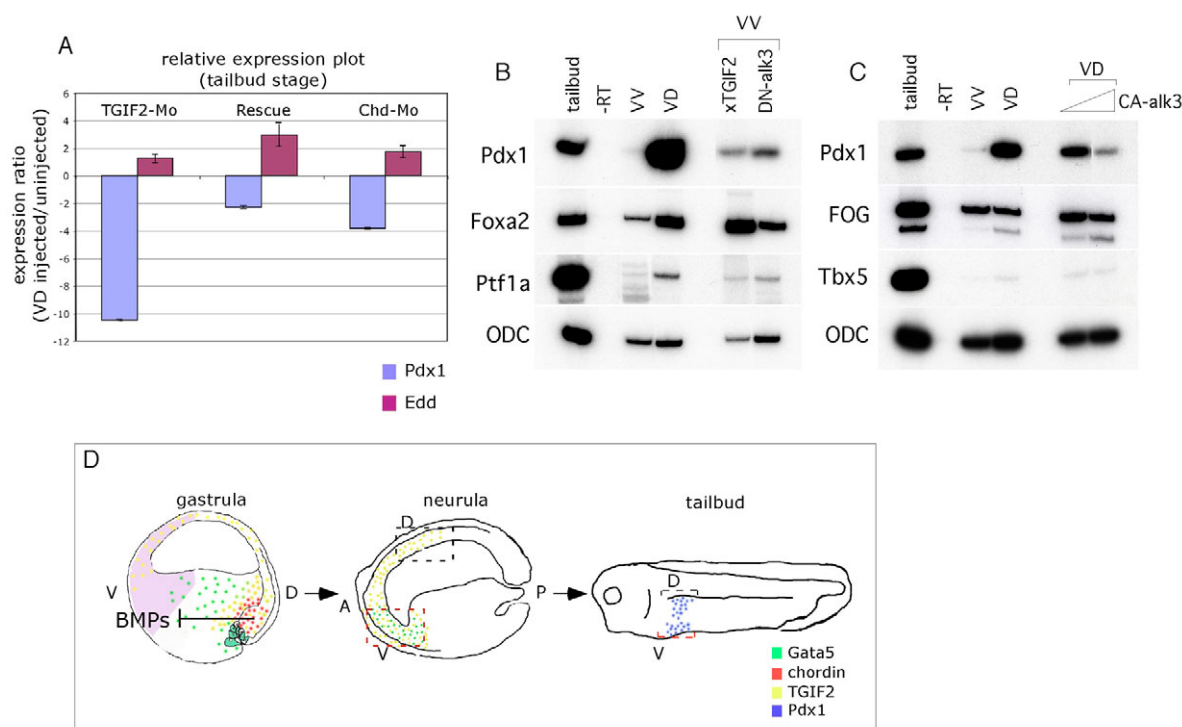 A
relative expression plot
(tailbud stage)
TGIF2-Mo Rescue Chd-Mo
expression ratio
(VD injected/uninjected)
6
4
2
0
-2
-4
-6
-8
-10
-12
Pdx1
Edd
B
VV
tailbud -RT VV VD xTGIF2 DN-alk3
Pdx1
Foxa2
Ptf1a
ODC
C
VD
tailbud -RT VV VD CA-alk3
Pdx1
FOG
Tbx5
ODC
D
gastrula neurula tailbud
V D A D P D
BMPs
V V
Gata5
chordin
TGIF2
Pdx1